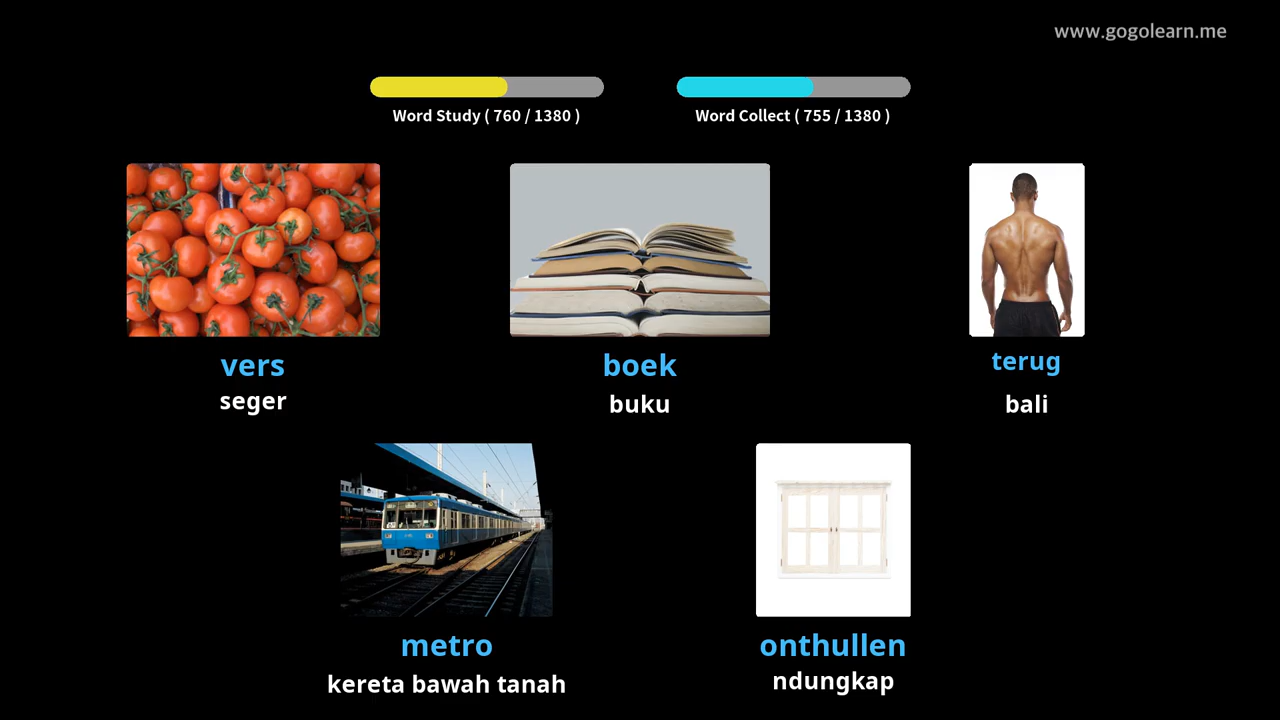 www.gogolearn.me
Word Study ( 760 / 1380 )
Word Collect ( 755 / 1380 )
vers
seger
boek
buku
terug
bali
metro
kereta bawah tanah
onthullen
ndungkap